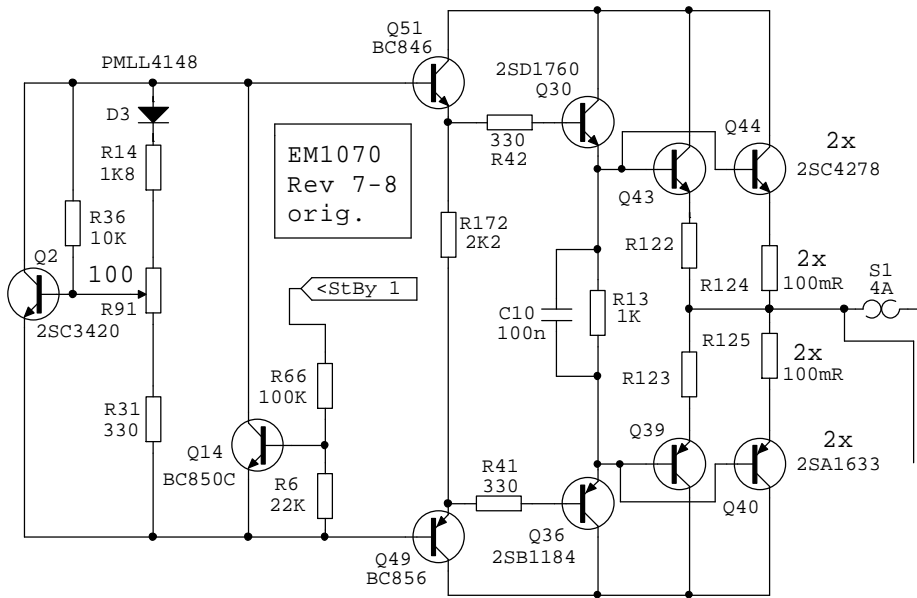 Q51
BC846
PMLL4148
D3
R14
1K8
R36
10K
Q2
100
R91
2SC3420
R31
330
EM1070
Rev 7-8
orig.
<StBy 1
R66
100K
Q14
BC850C
R6
22K
Q49
BC856
2SD1760
Q30
330
R42
R172
2K2
C10
100n
R13
1K
R41
330
Q36
2SB1184
Q43
Q44
2x
2SC4278
R122
R124
2x
100mR
S1
4A
R123
R125
2x
100mR
Q39
2x
2SA1633
Q40